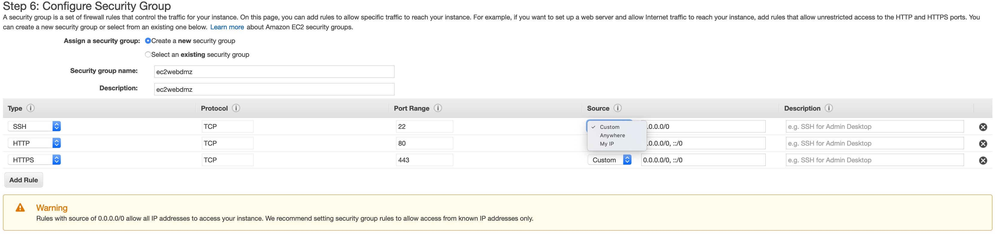 Step 6: Configure Security Group
A security group is a set of firewall rules that control the traffic for your instance. On this page, you can add rules to allow specific traffic to reach your instance. For example, if you want to set up a web server and allow Internet traffic to reach your instance, add rules that allow unrestricted access to the HTTP and HTTPS ports. You
can create a new security group or select from an existing one below. Learn more about Amazon EC2 security groups.
Assign a security group: Create a new security group
Select an existing security group
Security group name: ec2webdmz
Description: ec2webdmz
Type Protocol Port Range Source Description
SSH TCP 22 Custom .0.0.0/0 e.g. SSH for Admin Desktop
Anywhere
HTTP TCP 80 My IP .0.0.0/0, ::/0 e.g. SSH for Admin Desktop
HTTPS TCP 443 Custom 0.0.0.0/0, ::/0 e.g. SSH for Admin Desktop
Add Rule
Warning
Rules with source of 0.0.0.0/0 allow all IP addresses to access your instance. We recommend setting security group rules to allow access from known IP addresses only.